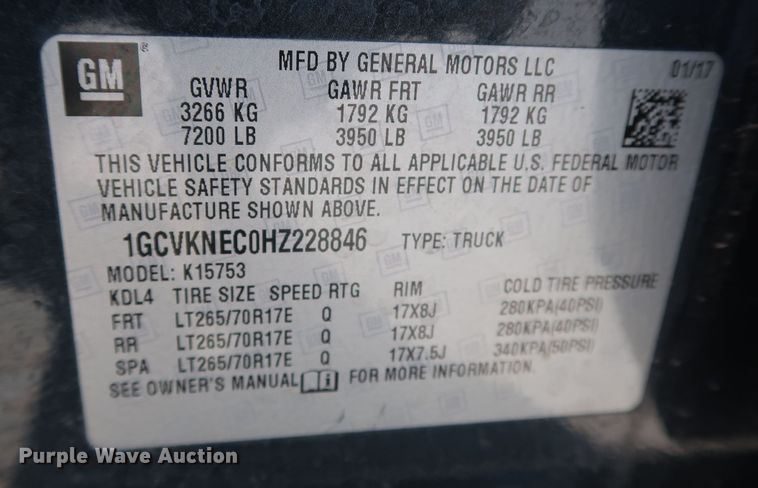 GM ® MFD BY GENERAL MOTORS LLC 01/17
GVWR GAWR FRT GAWR RR
3266 KG 1792 KG 1792 KG
7200 LB 3950 LB 3950 LB
THIS VEHICLE CONFORMS TO ALL APPLICABLE U.S. FEDERAL MOTOR
VEHICLE SAFETY STANDARDS IN EFFECT ON THE DATE OF
MANUFACTURE SHOWN ABOVE.
1GCVKNEC0HZ228846 TYPE: TRUCK
MODEL: K15753
KDL4 TIRE SIZE SPEED RTG RIM COLD TIRE PRESSURE
FRT LT265/70R17E Q 17X8J 280KPA(40PSI)
RR LT265/70R17E Q 17X8J 280KPA(40PSI)
SPA LT265/70R17E Q 17X7.5J 340KPA(50PSI)
SEE OWNER'S MANUAL i FOR MORE INFORMATION.
Purple Wave Auction